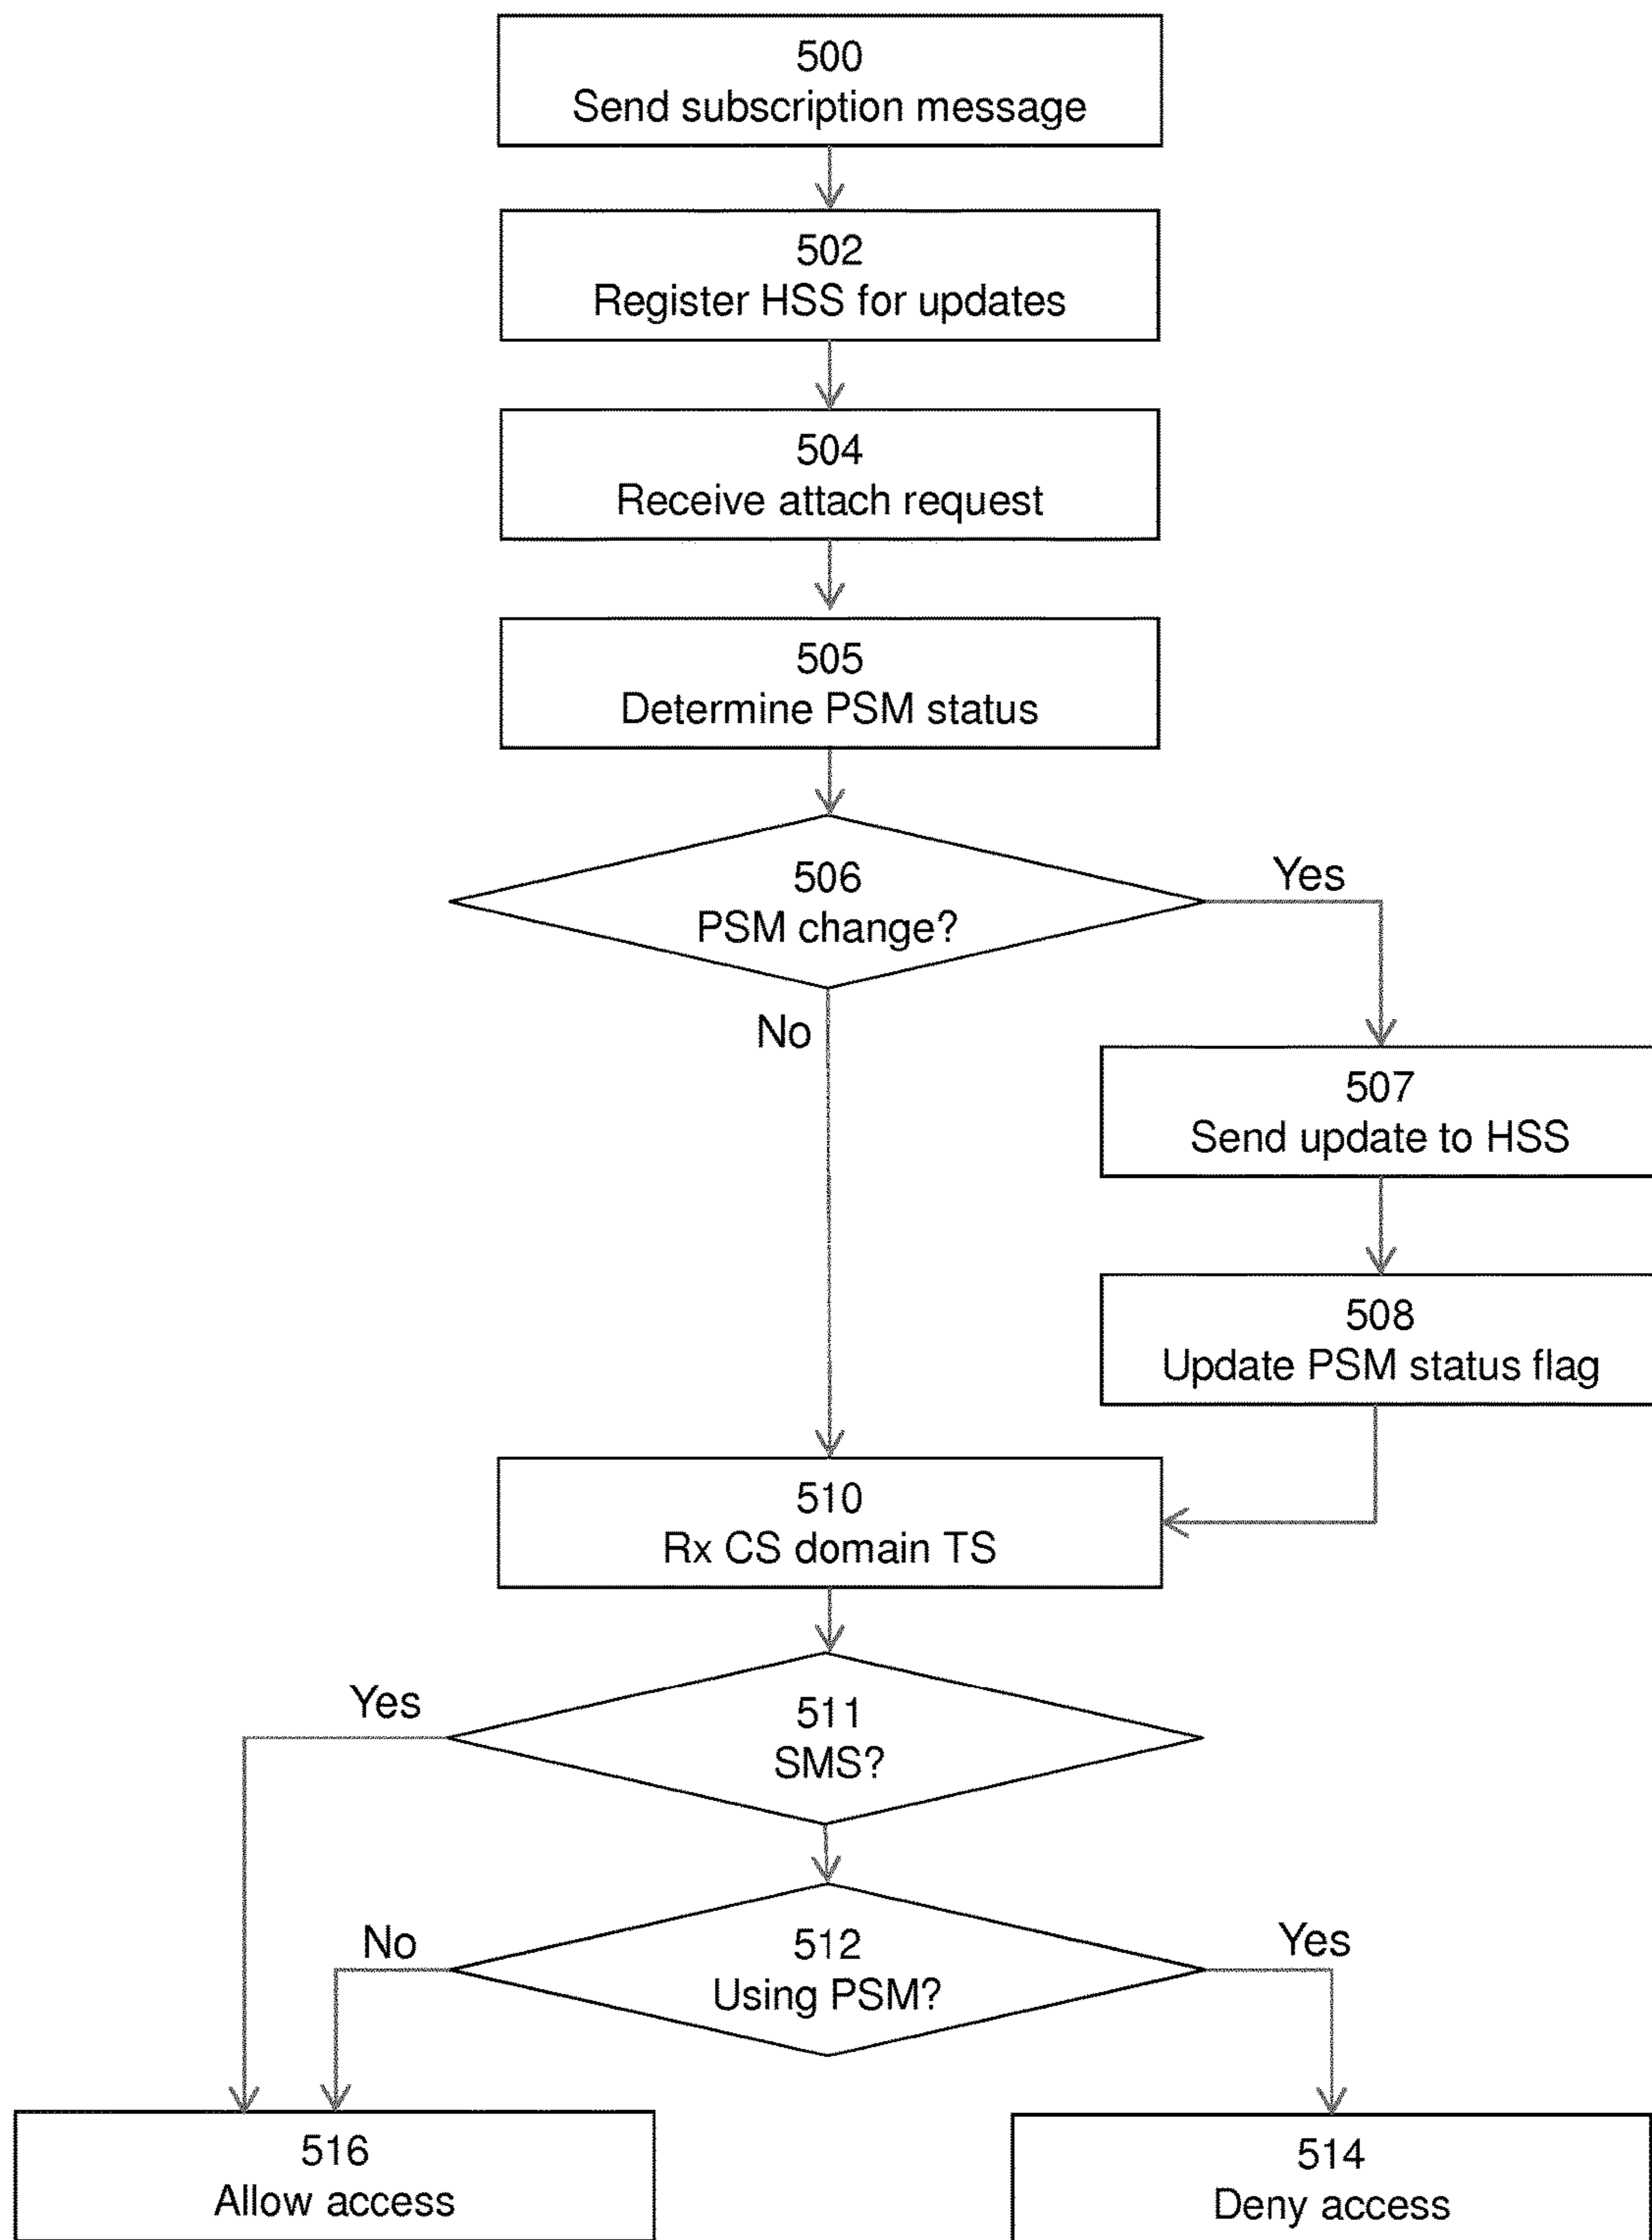 500
Send subscription message
502
Register HSS for updates
504
Receive attach request
505
Determine PSM status
506
PSM change?
Yes
No
507
Send update to HSS
508
Update PSM status flag
510
Rx CS domain TS
511
SMS?
Yes
512
Using PSM?
No
Yes
516
Allow access
514
Deny access